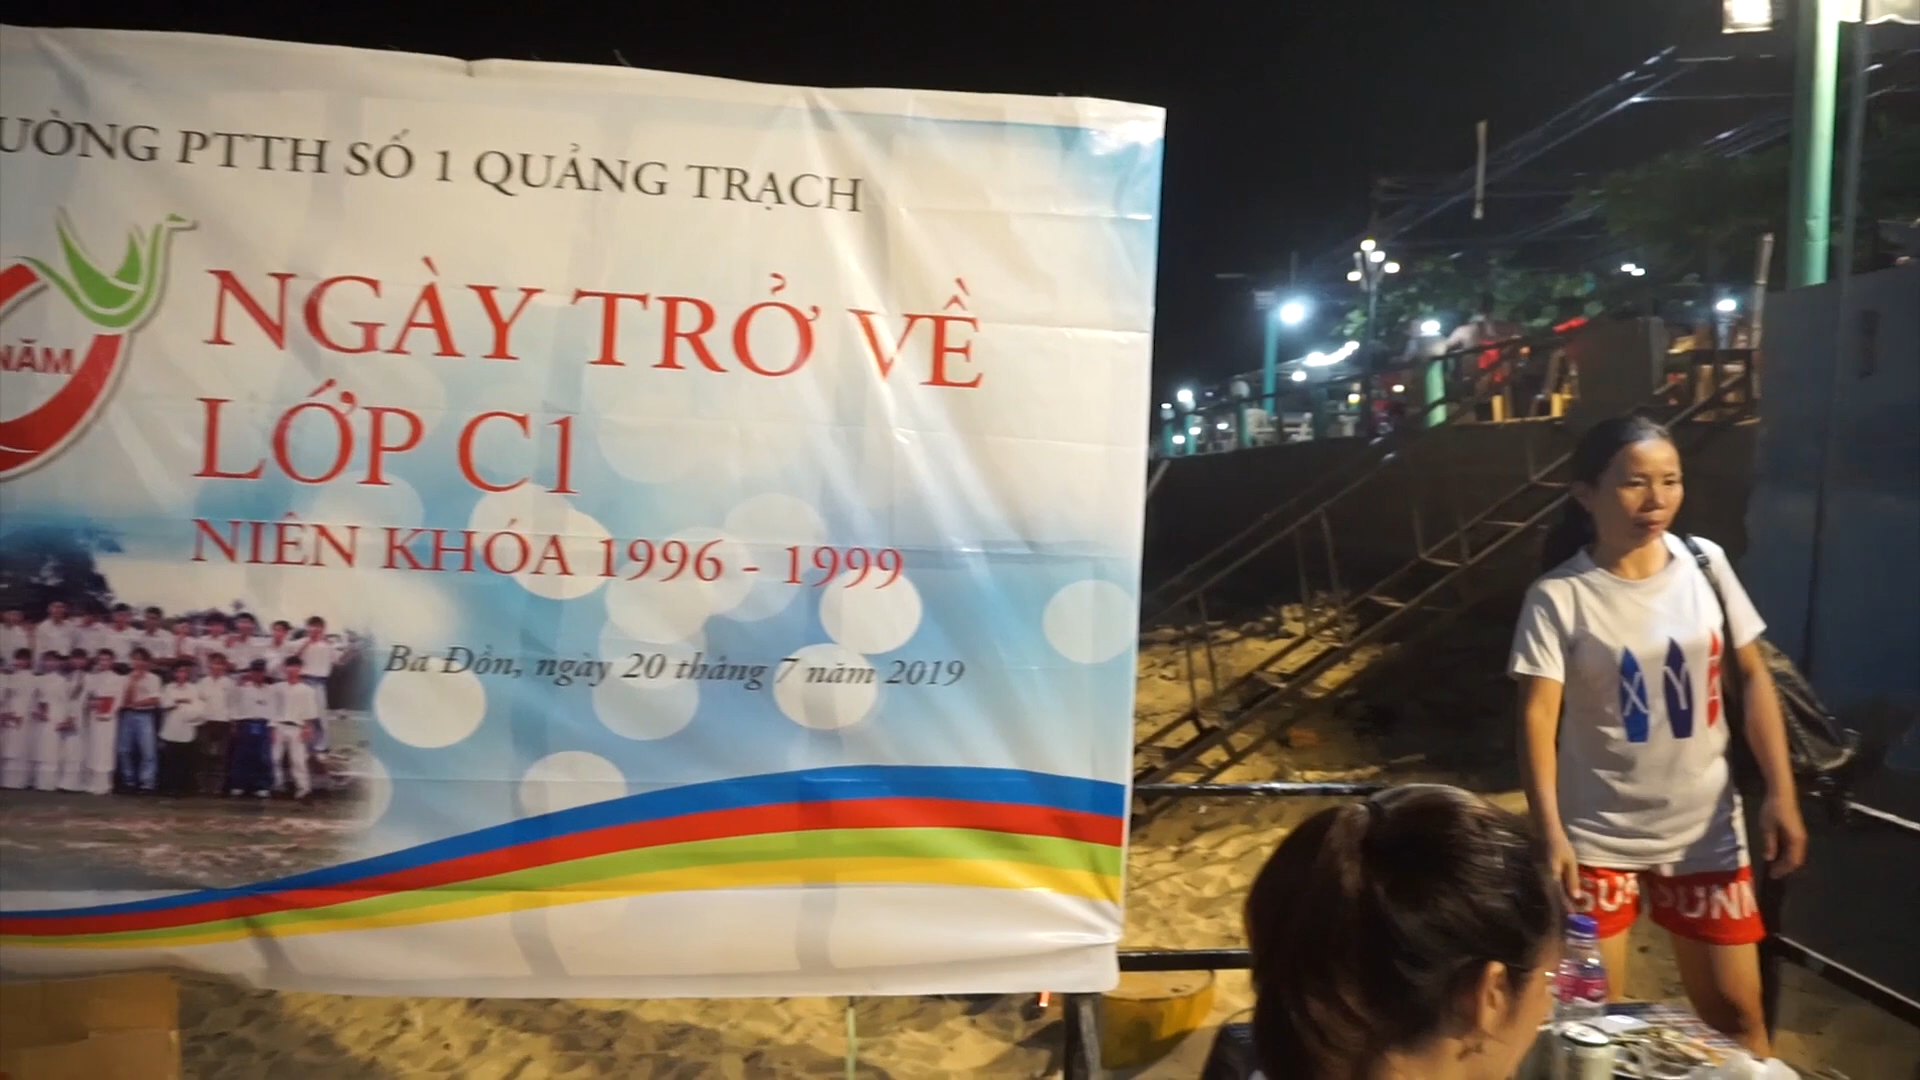 ƯỜNG PTTH SỐ 1 QUẢNG TRẠCH
NĂM
NGÀY TRỞ VỀ
LỚP C1
NIÊN KHÓA 1996 - 1999
Ba Đồn, ngày 20 tháng 7 năm 2019
X Y
SUN SUNN